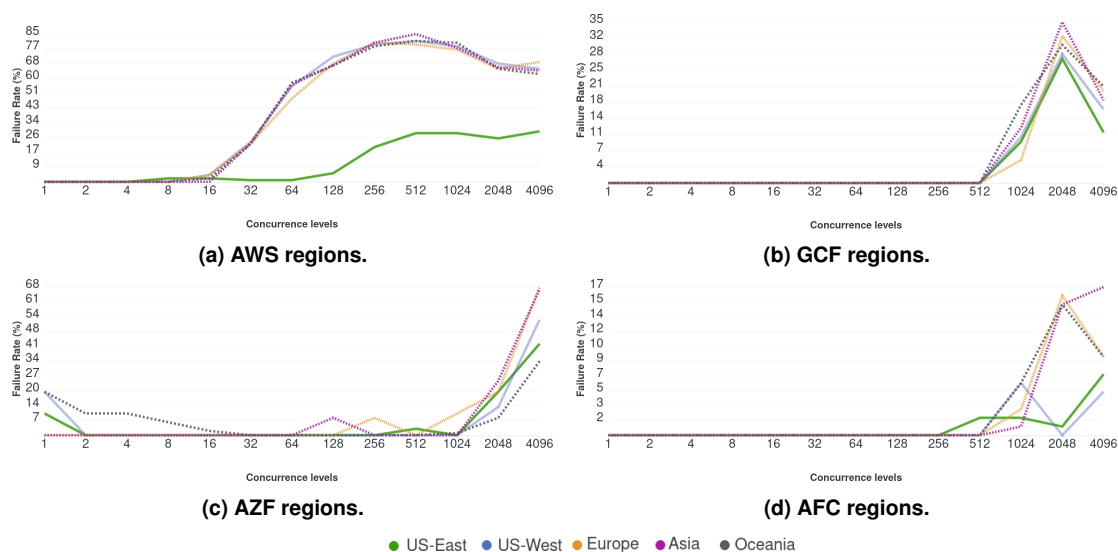 85
77
68
60
51
43
34
26
17
9
Failure Rate (%)
1 2 4 8 16 32 64 128 256 512 1024 2048 4096
Concurrence levels
(a) AWS regions.
35
32
28
25
21
18
14
11
7
4
Failure Rate (%)
1 2 4 8 16 32 64 128 256 512 1024 2048 4096
Concurrence levels
(b) GCF regions.
68
61
54
48
41
34
27
20
14
7
Failure Rate (%)
1 2 4 8 16 32 64 128 256 512 1024 2048 4096
Concurrence levels
(c) AZF regions.
17
15
14
12
10
9
7
5
3
2
Failure Rate (%)
1 2 4 8 16 32 64 128 256 512 1024 2048 4096
Concurrence levels
(d) AFC regions.
US-East US-West Europe Asia Oceania